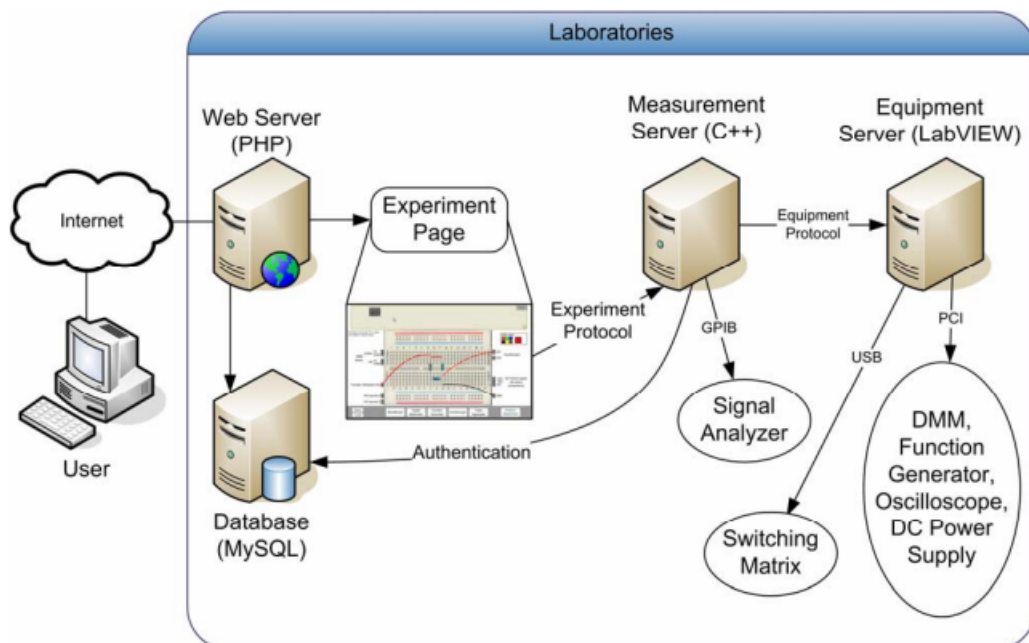 Laboratories
Web Server
(PHP)
Measurement
Server (C++)
Equipment
Server (LabVIEW)
Internet
Experiment
Page
Equipment
Protocol
Experiment
Protocol
GPIB
USB
PCI
User
Authentication
Signal
Analyzer
DMM,
Function
Generator,
Oscilloscope,
DC Power
Supply
Database
(MySQL)
Switching
Matrix